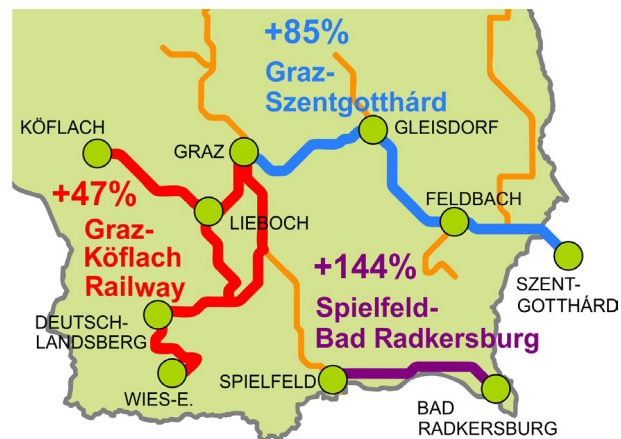 +85%
Graz-
Szentgotthárd
KÖFLACH
GRAZ
GLEISDORF
+47%
LIEBOCH
FELDBACH
Graz-
Köflach
Railway
+144%
SZENT-
GOTTHÁRD
Spielfeld-
Bad Radkersburg
DEUTSCH-
LANDSBERG
WIES-E.
SPIELFELD
BAD
RADKERSBURG